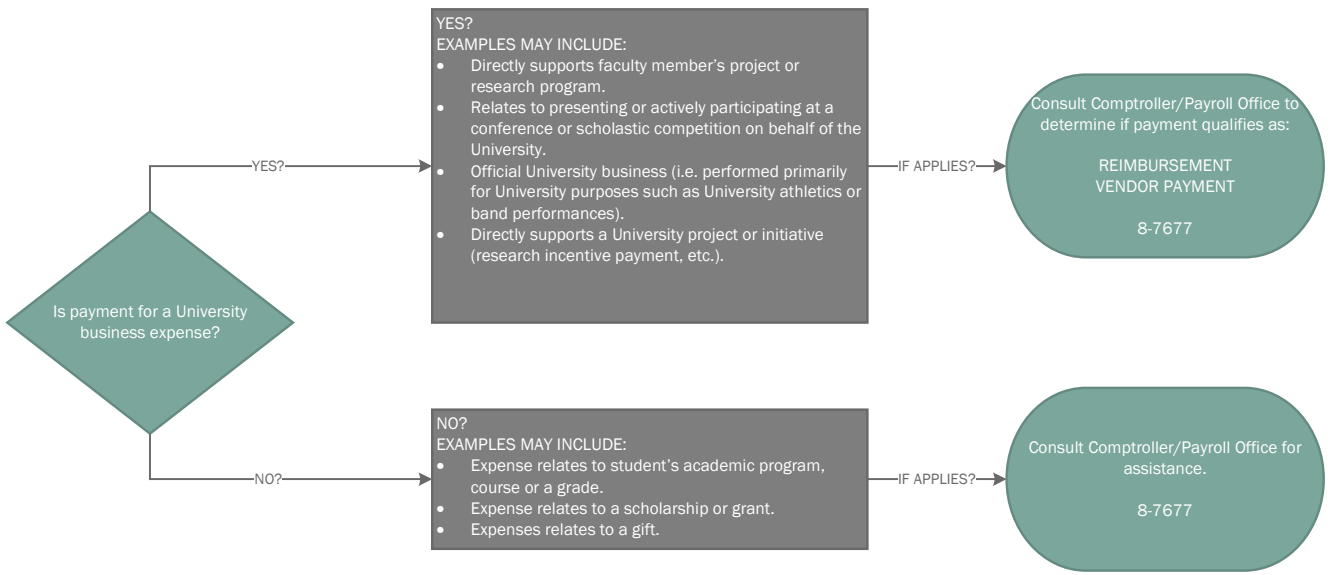 Is payment for a University
business expense?
YES?
YES?
EXAMPLES MAY INCLUDE:
• Directly supports faculty member’s project or
research program.
• Relates to presenting or actively participating at a
conference or scholastic competition on behalf of the
University.
• Official University business (i.e. performed primarily
for University purposes such as University athletics or
band performances).
• Directly supports a University project or initiative
(research incentive payment, etc.).
IF APPLIES?
Consult Comptroller/Payroll Office to
determine if payment qualifies as:
REIMBURSEMENT
VENDOR PAYMENT
8-7677
NO?
NO?
EXAMPLES MAY INCLUDE:
• Expense relates to student’s academic program,
course or a grade.
• Expense relates to a scholarship or grant.
• Expenses relates to a gift.
IF APPLIES?
Consult Comptroller/Payroll Office for
assistance.
8-7677